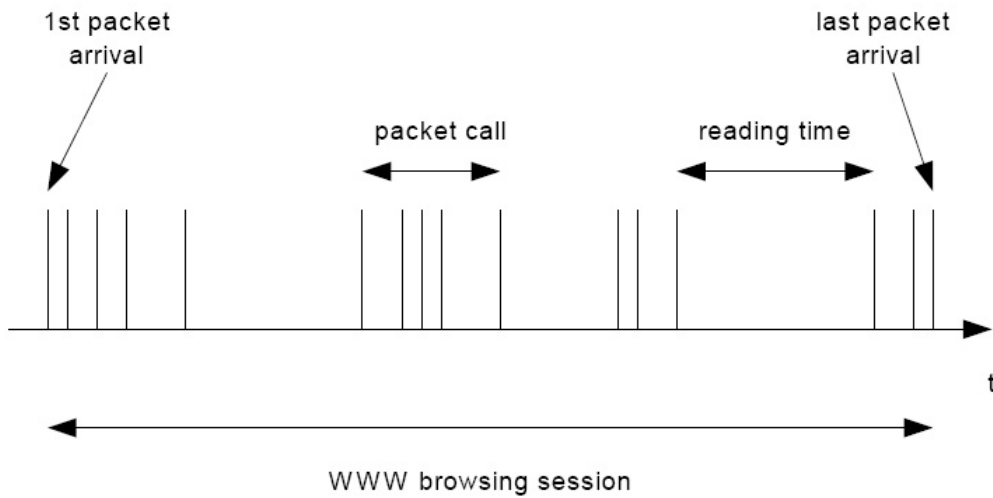 1st packet
arrival
last packet
arrival
packet call
reading time
t
WWW browsing session